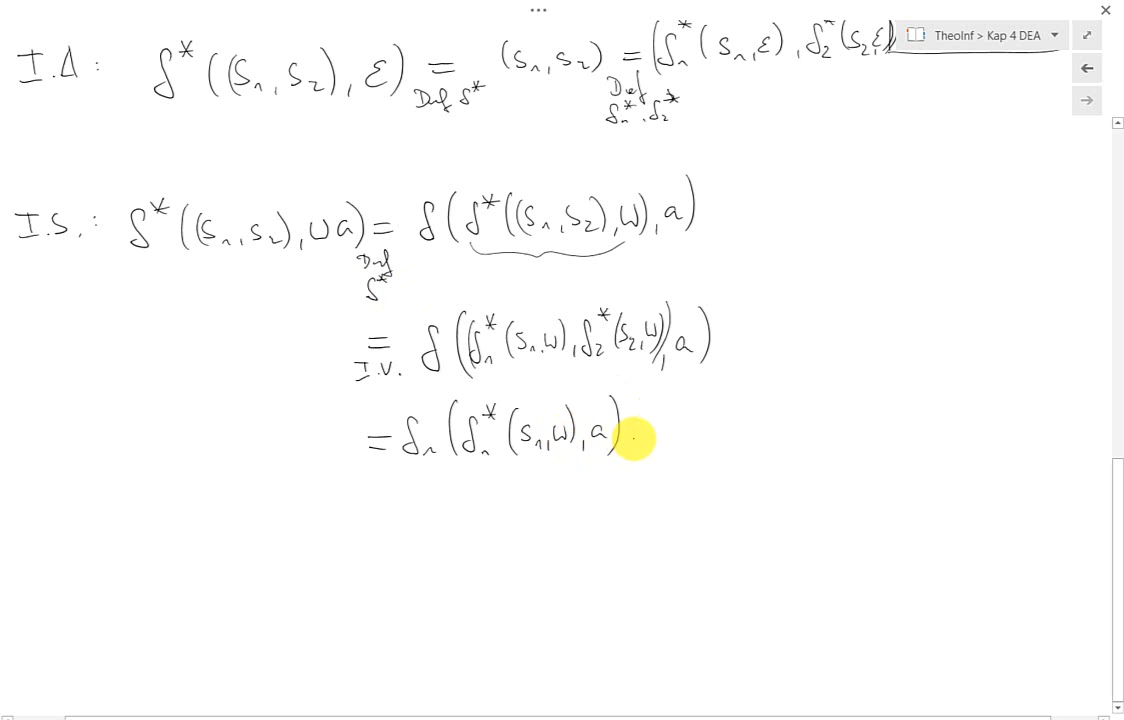 TheoInf > Kap 4 DEA
I.A: δ*((s₁,s₂),ε) = (s₁,s₂) = (δ₁*(s₁,ε),δ₂*(s₂,ε)
Def δ* Def
δ₁*,δ₂*
I.S.: δ*((s₁,s₂),wa) = δ(δ*((s₁,s₂),w),a)
Def
δ*
= δ((δ₁*(s₁,w),δ₂*(s₂,w)),a)
I.V.
= δ₁(δ₁*(s₁,w),a)